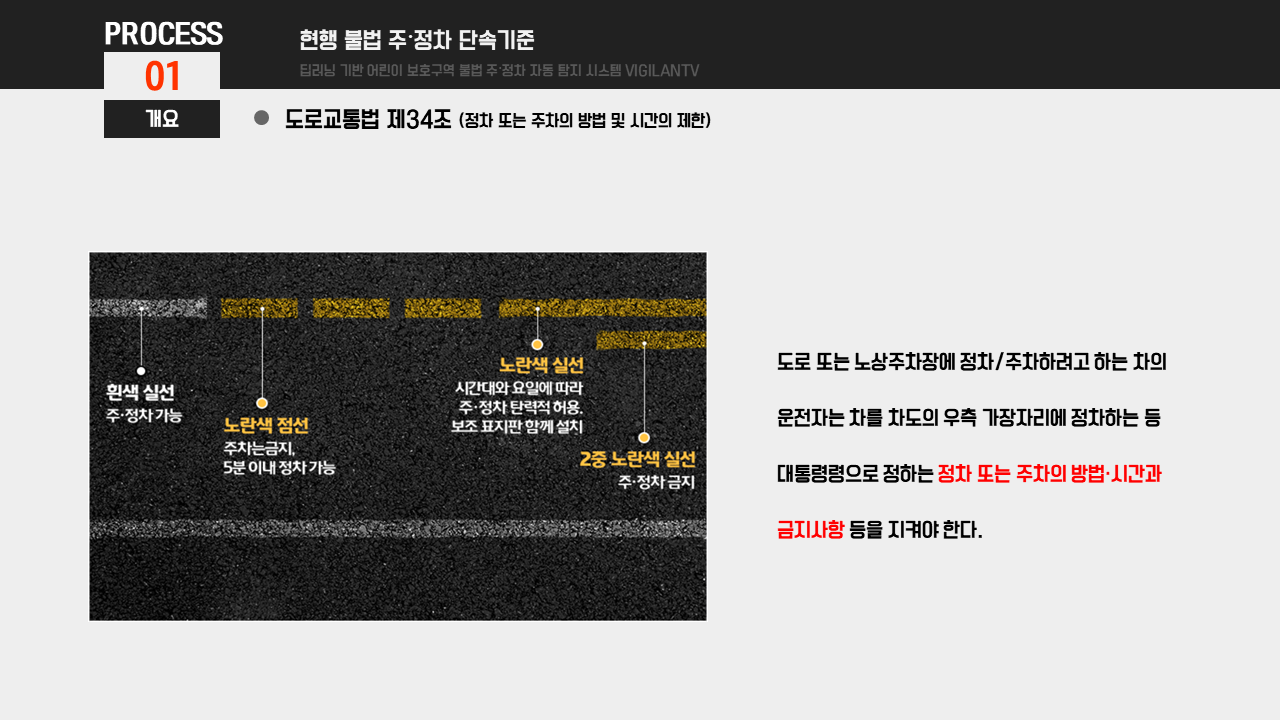 PROCESS
01
개요
현행 불법 주·정차 단속기준
딥러닝 기반 어린이 보호구역 불법 주·정차 자동 탐지 시스템 VIGILANTV
도로교통법 제34조 (정차 또는 주차의 방법 및 시간의 제한)
흰색 실선
주·정차 가능
노란색 점선
주차는금지,
5분 이내 정차 가능
노란색 실선
시간대와 요일에 따라
주·정차 탄력적 허용.
보조 표지판 함께 설치
2중 노란색 실선
주·정차 금지
도로 또는 노상주차장에 정차/주차하려고 하는 차의
운전자는 차를 차도의 우측 가장자리에 정차하는 등
대통령령으로 정하는 정차 또는 주차의 방법·시간과
금지사항 등을 지켜야 한다.